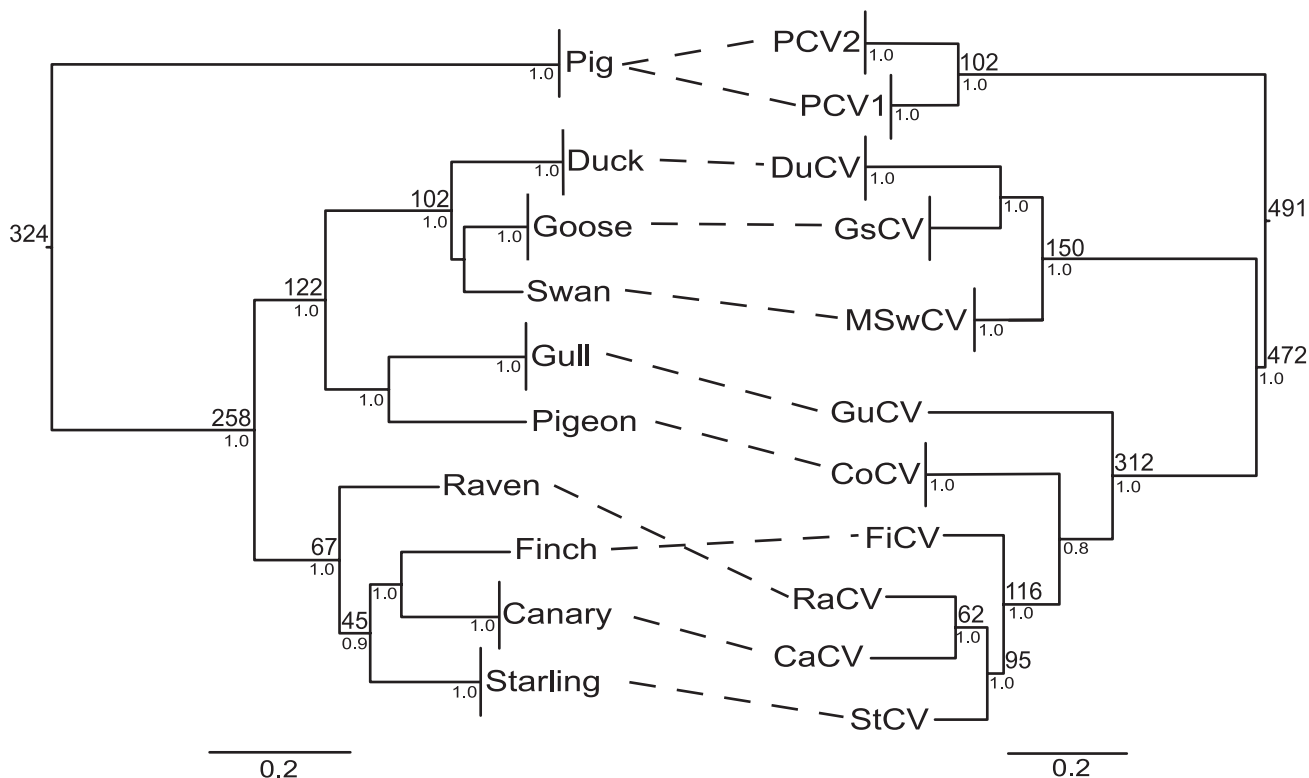 Pig
PCV2
1.0
102
1.0
1.0
PCV1
1.0
Duck
1.0
DuCV
1.0
102
1.0
1.0
324
491
Goose
1.0
GsCV
150
1.0
122
1.0
Swan
MSwCV
1.0
Gull
1.0
472
1.0
258
1.0
1.0
Pigeon
GuCV
CoCV
1.0
312
1.0
Raven
FiCV
0.8
67
1.0
Finch
1.0
RaCV
116
1.0
45
0.9
Canary
1.0
CaCV
62
1.0
95
1.0
Starling
1.0
StCV
0.2
0.2